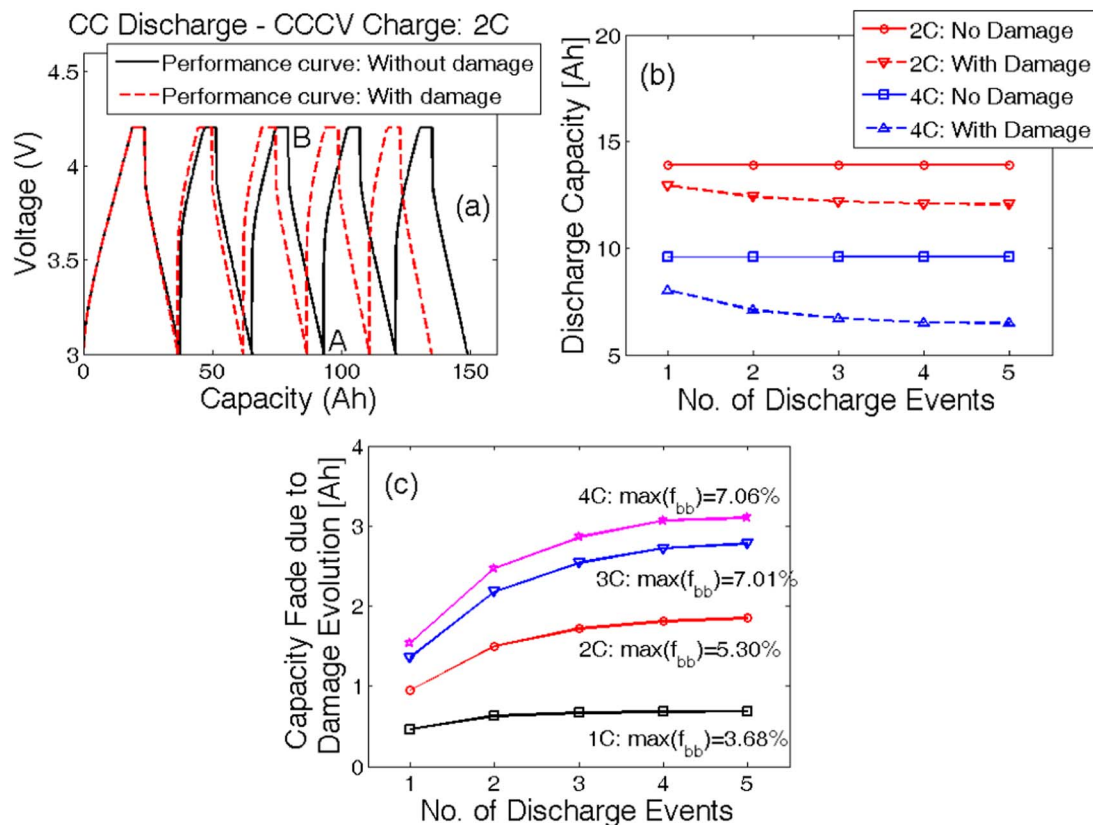 CC Discharge - CCCV Charge: 2C
Performance curve: Without damage
Performance curve: With damage
4.5
4
3.5
3
Voltage (V)
B
A
(a)
0
50
100
150
Capacity (Ah)
(b)
2C: No Damage
2C: With Damage
4C: No Damage
4C: With Damage
20
15
10
5
Discharge Capacity [Ah]
1
2
3
4
5
No. of Discharge Events
(c)
4
3
2
1
0
Capacity Fade due to
Damage Evolution [Ah]
4C: max(f_bb)=7.06%
3C: max(f_bb)=7.01%
2C: max(f_bb)=5.30%
1C: max(f_bb)=3.68%
1
2
3
4
5
No. of Discharge Events